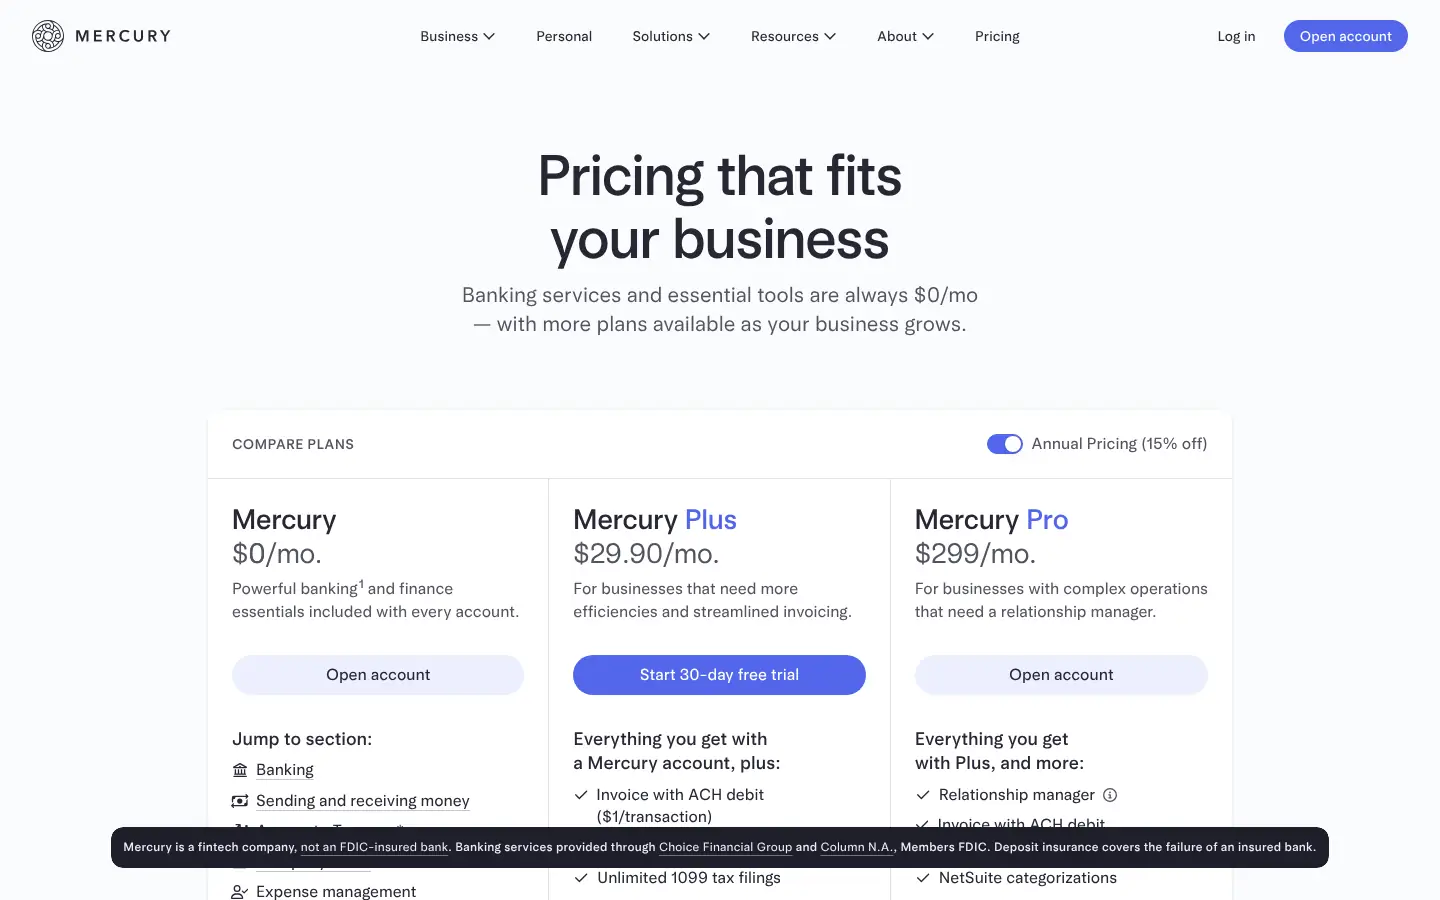 MERCURY
Business
Personal
Solutions
Resources
About
Pricing
Log in
Open account
Pricing that fits
your business
Banking services and essential tools are always $0/mo
— with more plans available as your business grows.
COMPARE PLANS
Annual Pricing (15% off)
Mercury
$0/mo.
Powerful banking¹ and finance
essentials included with every account.
Open account
Jump to section:
Banking
Sending and receiving money
Expense management
Mercury Plus
$29.90/mo.
For businesses that need more
efficiencies and streamlined invoicing.
Start 30-day free trial
Everything you get with
a Mercury account, plus:
Invoice with ACH debit
($1/transaction)
Unlimited 1099 tax filings
Mercury Pro
$299/mo.
For businesses with complex operations
that need a relationship manager.
Open account
Everything you get
with Plus, and more:
Relationship manager
Invoice with ACH debit
NetSuite categorizations
Mercury is a fintech company, not an FDIC-insured bank. Banking services provided through Choice Financial Group and Column N.A., Members FDIC. Deposit insurance covers the failure of an insured bank.